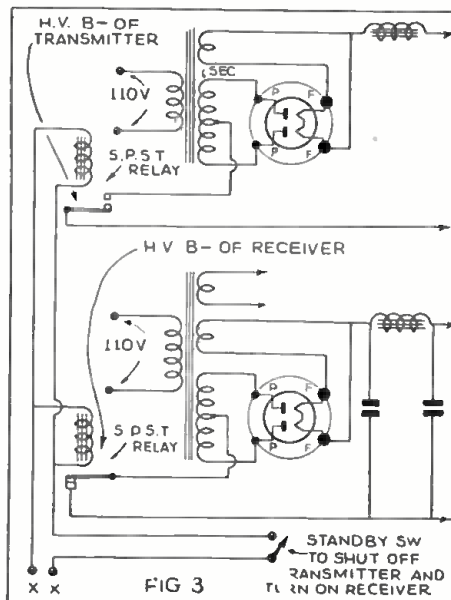 H.V. B- OF
TRANSMITTER
110V
SEC
P F
P
S.P.S.T
RELAY
H V B- OF RECEIVER
110V
P F
P
S.P.S.T
RELAY
STANDBY SW
TO SHUT OFF
TRANSMITTER AND
TURN ON RECEIVER
X X
FIG 3